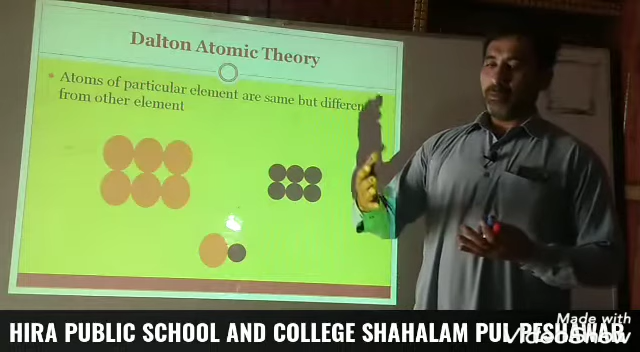 Dalton Atomic Theory
• Atoms of particular element are same but different
from other element
Made with
VideoShow
HIRA PUBLIC SCHOOL AND COLLEGE SHAHALAM PUL PESHAWAR